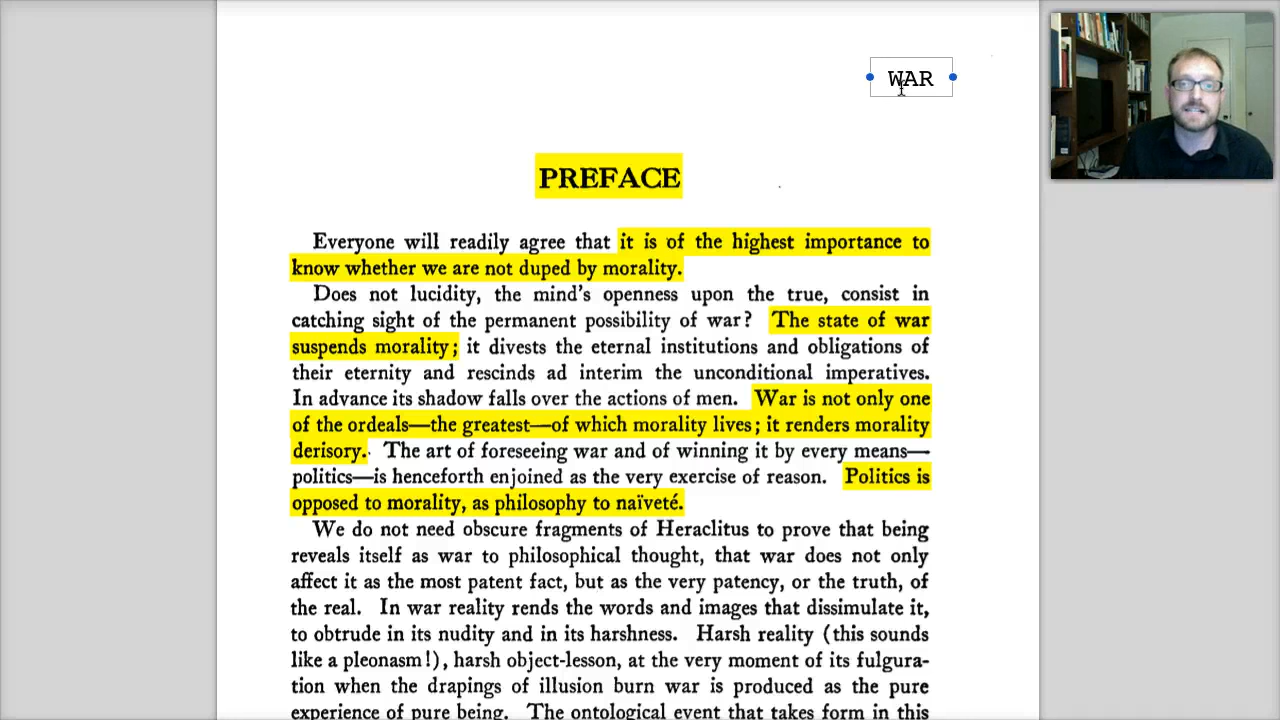 WAR
PREFACE
Everyone will readily agree that it is of the highest importance to
know whether we are not duped by morality.
Does not lucidity, the mind's openness upon the true, consist in
catching sight of the permanent possibility of war? The state of war
suspends morality; it divests the eternal institutions and obligations of
their eternity and rescinds ad interim the unconditional imperatives.
In advance its shadow falls over the actions of men. War is not only one
of the ordeals—the greatest—of which morality lives; it renders morality
derisory. The art of foreseeing war and of winning it by every means—
politics—is henceforth enjoined as the very exercise of reason. Politics is
opposed to morality, as philosophy to naïveté.
We do not need obscure fragments of Heraclitus to prove that being
reveals itself as war to philosophical thought, that war does not only
affect it as the most patent fact, but as the very patency, or the truth, of
the real. In war reality rends the words and images that dissimulate it,
to obtrude in its nudity and in its harshness. Harsh reality (this sounds
like a pleonasm!), harsh object-lesson, at the very moment of its fulgura-
tion when the drapings of illusion burn war is produced as the pure
experience of pure being. The ontological event that takes form in this